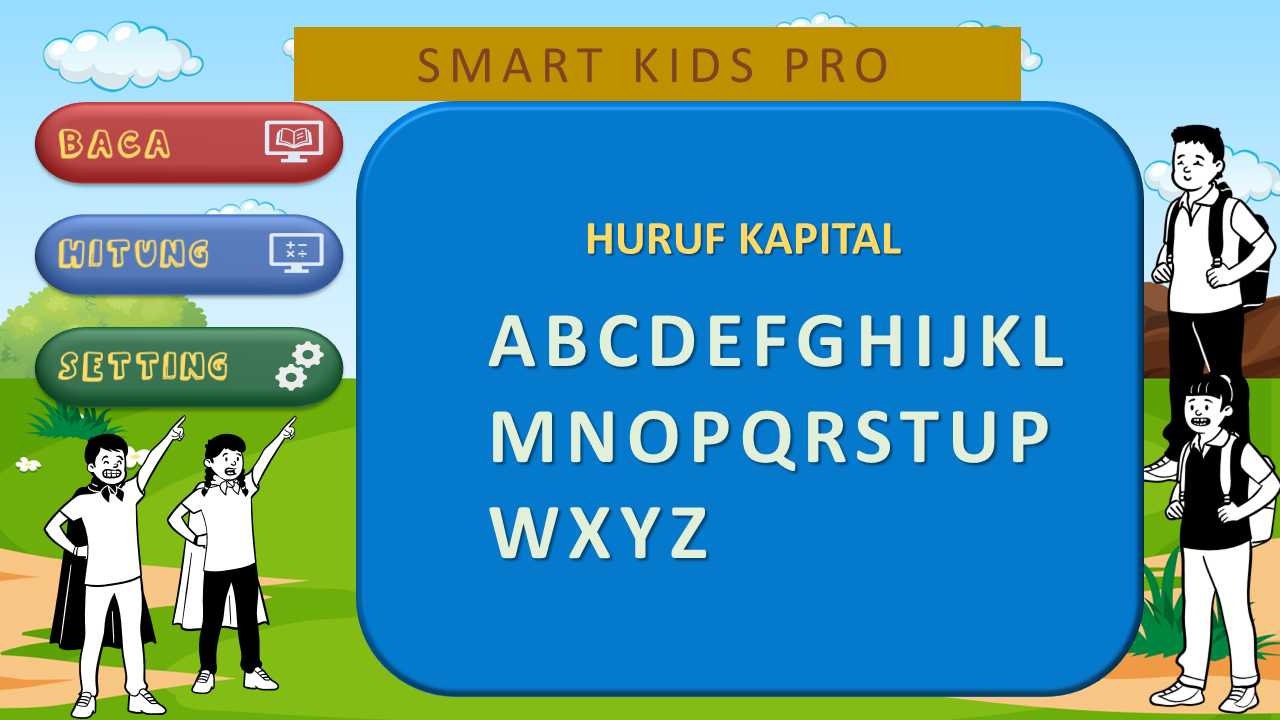 SMART KIDS PRO
BACA
HITUNG
SETTING
HURUF KAPITAL
ABCDEFGHIJKL
MNOPQRSTUP
WXYZ